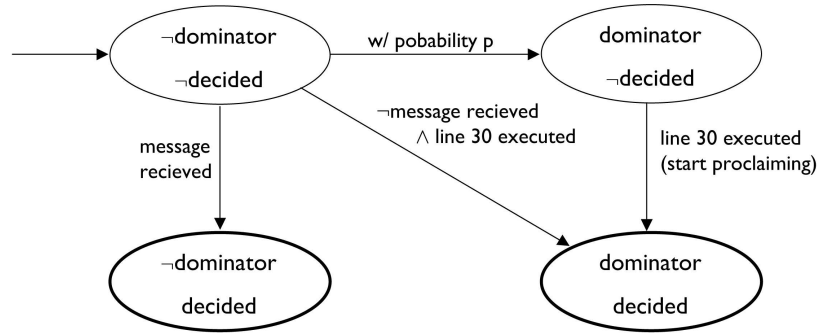 ¬dominator
¬decided
w/ pobability p
dominator
¬decided
¬message recieved
∧ line 30 executed
message
recieved
line 30 executed
(start proclaiming)
¬dominator
decided
dominator
decided